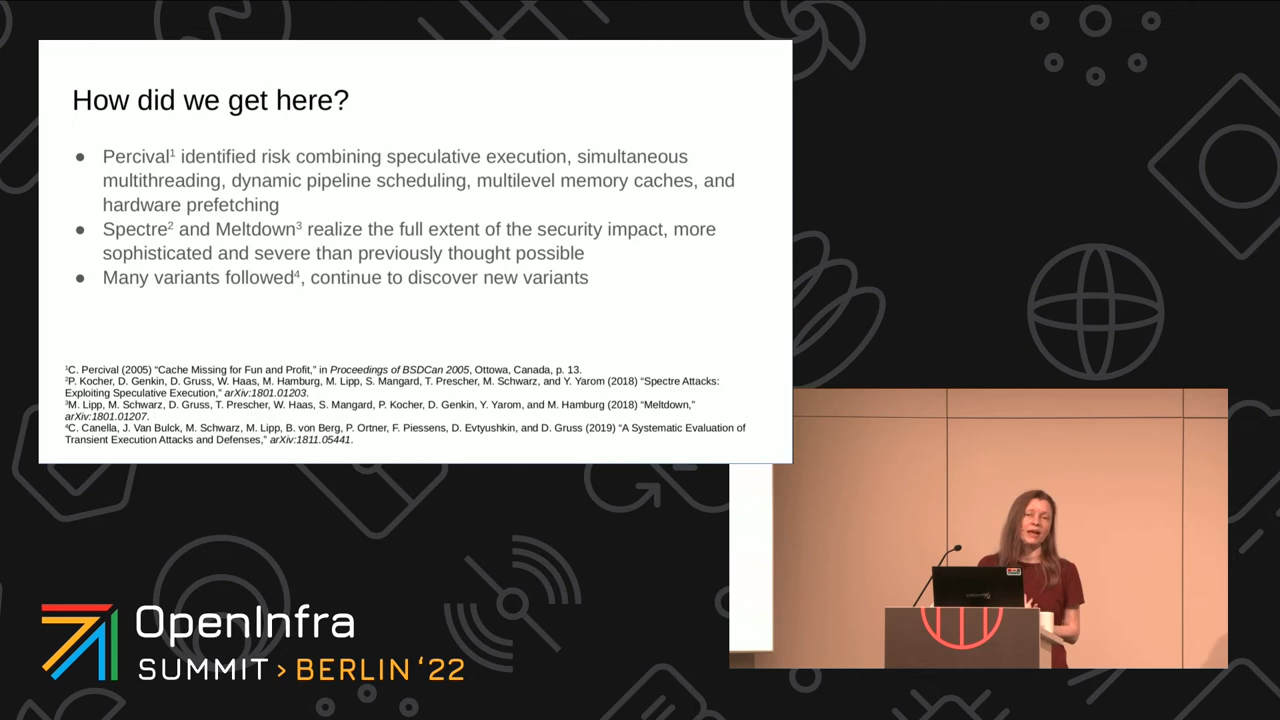 How did we get here?
● Percival¹ identified risk combining speculative execution, simultaneous
multithreading, dynamic pipeline scheduling, multilevel memory caches, and
hardware prefetching
● Spectre² and Meltdown³ realize the full extent of the security impact, more
sophisticated and severe than previously thought possible
● Many variants followed⁴, continue to discover new variants
¹C. Percival (2005) “Cache Missing for Fun and Profit,” in Proceedings of BSDCan 2005, Ottawa, Canada, p. 13.
²P. Kocher, D. Genkin, D. Gruss, W. Haas, M. Hamburg, M. Lipp, S. Mangard, T. Prescher, M. Schwarz, and Y. Yarom (2018) “Spectre Attacks:
Exploiting Speculative Execution,” arXiv:1801.01203.
³M. Lipp, M. Schwarz, D. Gruss, T. Prescher, W. Haas, S. Mangard, P. Kocher, D. Genkin, Y. Yarom, and M. Hamburg (2018) “Meltdown,”
arXiv:1801.01207.
⁴C. Canella, J. Van Bulck, M. Schwarz, M. Lipp, B. von Berg, P. Ortner, F. Piessens, D. Evtyushkin, and D. Gruss (2019) “A Systematic Evaluation of
Transient Execution Attacks and Defenses,” arXiv:1811.05441.
OpenInfra
SUMMIT > BERLIN ‘22